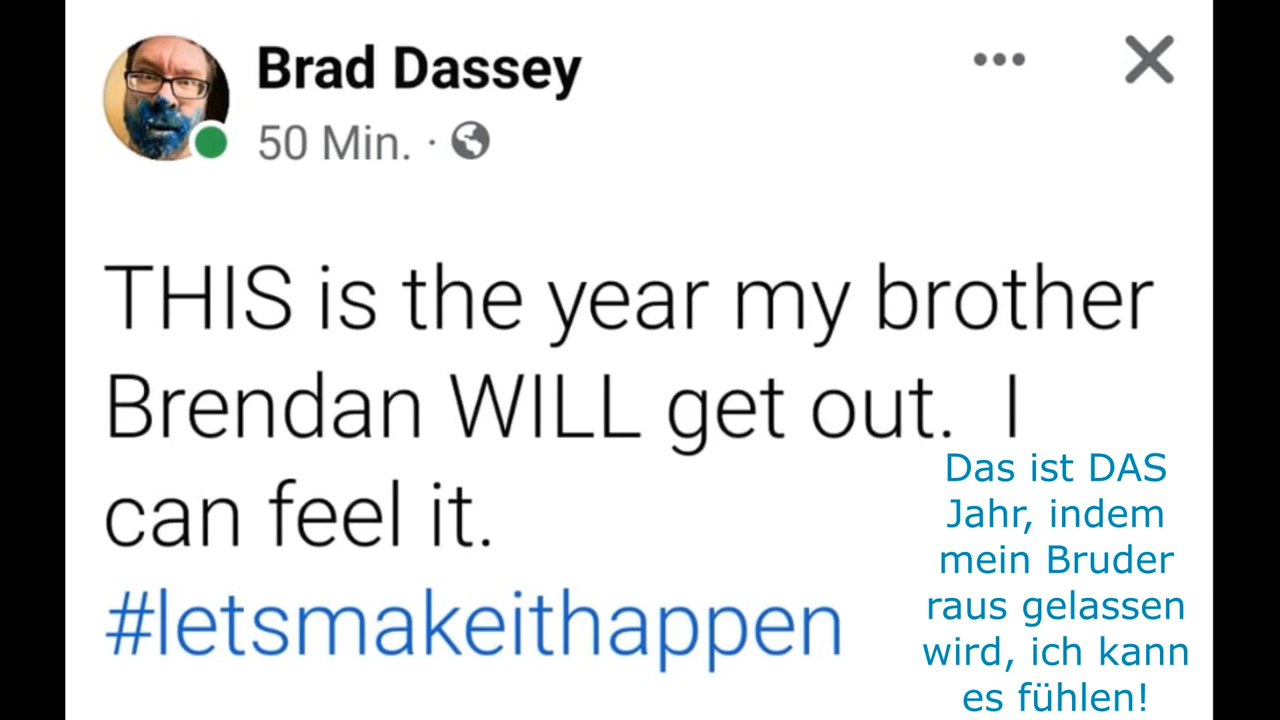 Brad Dassey
50 Min. ·
THIS is the year my brother
Brendan WILL get out. I
can feel it.
#letsmakeithappen
Das ist DAS
Jahr, indem
mein Bruder
raus gelassen
wird, ich kann
es fühlen!